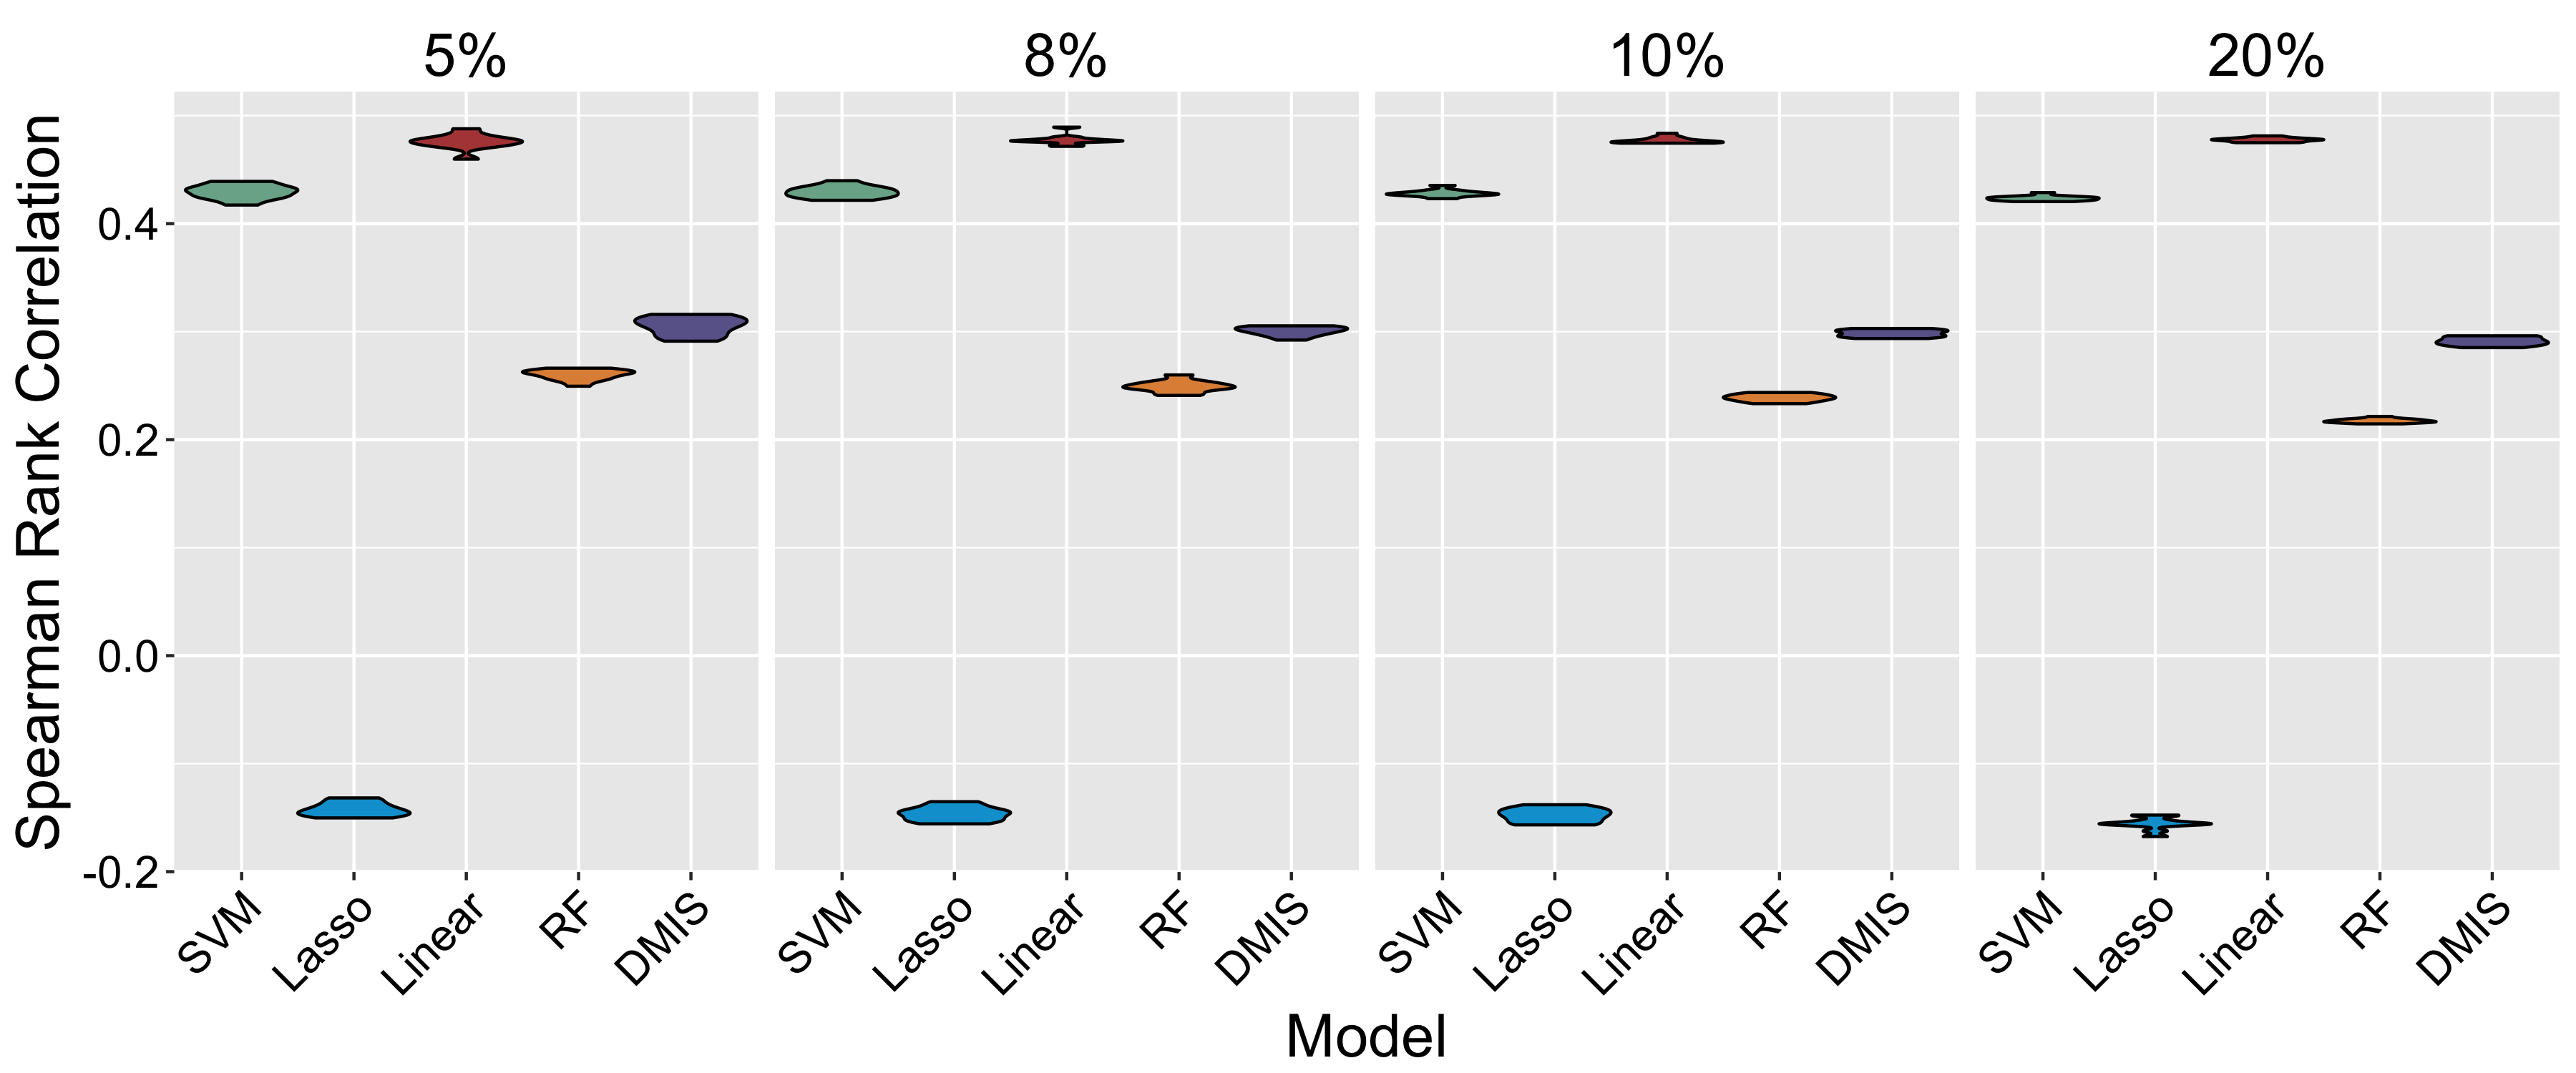 5% 8% 10% 20%
Spearman Rank Correlation
0.4
0.2
0.0
-0.2
SVM Lasso Linear RF DMIS SVM Lasso Linear RF DMIS SVM Lasso Linear RF DMIS SVM Lasso Linear RF DMIS
Model